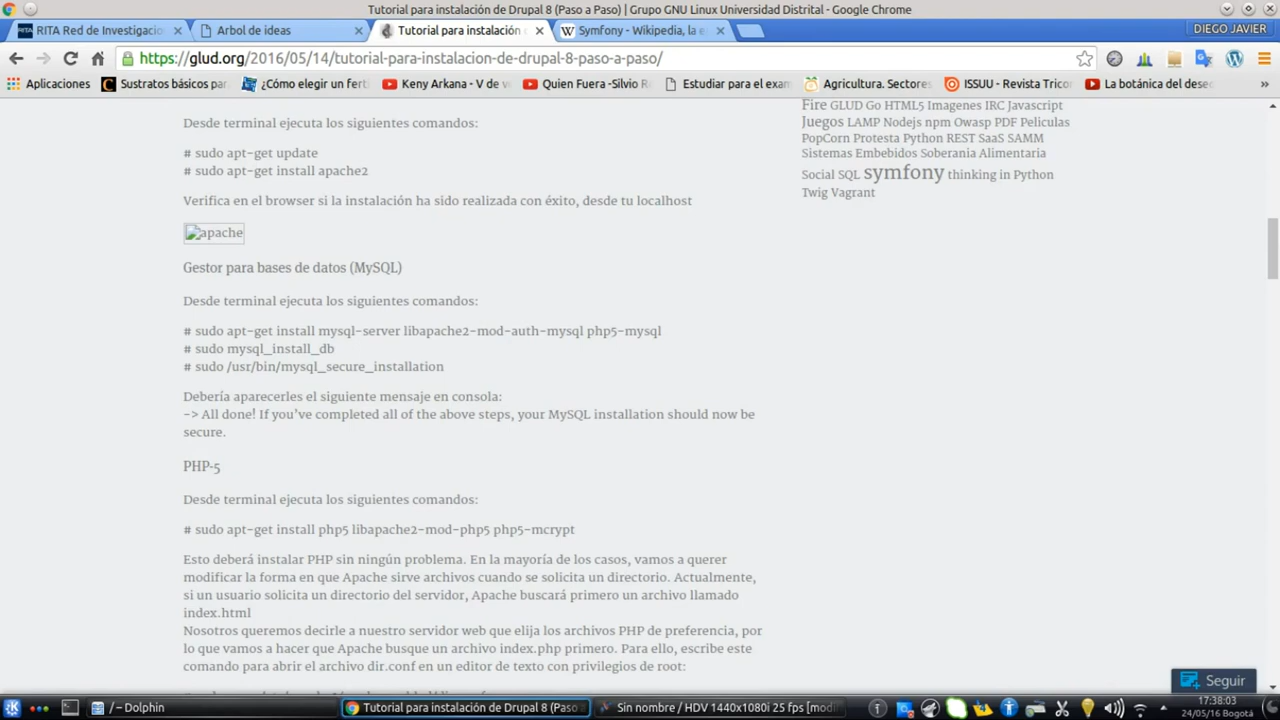 Tutorial para instalación de Drupal 8 (Paso a Paso) | Grupo GNU Linux Universidad Distrital - Google Chrome
RITA Red de Investigacio
Arbol de ideas
Tutorial para instalación
Symfony - Wikipedia, la e
DIEGO JAVIER
https://glud.org/2016/05/14/tutorial-para-instalacion-de-drupal-8-paso-a-paso/
Aplicaciones
Sustratos básicos par
¿Cómo elegir un ferti
Keny Arkana - V de v
Quien Fuera -Silvio R
Estudiar para el exam
Agricultura. Sectores
ISSUU - Revista Tricon
La botánica del dese
»
Desde terminal ejecuta los siguientes comandos:
# sudo apt-get update
# sudo apt-get install apache2
Verifica en el browser si la instalación ha sido realizada con éxito, desde tu localhost
apache
Gestor para bases de datos (MySQL)
Desde terminal ejecuta los siguientes comandos:
# sudo apt-get install mysql-server libapache2-mod-auth-mysql php5-mysql
# sudo mysql_install_db
# sudo /usr/bin/mysql_secure_installation
Debería aparecerles el siguiente mensaje en consola:
-> All done! If you’ve completed all of the above steps, your MySQL installation should now be
secure.
PHP-5
Desde terminal ejecuta los siguientes comandos:
# sudo apt-get install php5 libapache2-mod-php5 php5-mcrypt
Esto deberá instalar PHP sin ningún problema. En la mayoría de los casos, vamos a querer
modificar la forma en que Apache sirve archivos cuando se solicita un directorio. Actualmente,
si un usuario solicita un directorio del servidor, Apache buscará primero un archivo llamado
index.html
Nosotros queremos decirle a nuestro servidor web que elija los archivos PHP de preferencia, por
lo que vamos a hacer que Apache busque un archivo index.php primero. Para ello, escribe este
comando para abrir el archivo dir.conf en un editor de texto con privilegios de root:
Fire GLUD Go HTML5 Imagenes IRC Javascript
Juegos LAMP Nodejs npm Owasp PDF Peliculas
PopCorn Protesta Python REST SaaS SAMM
Sistemas Embebidos Soberania Alimentaria
Social SQL symfony thinking in Python
Twig Vagrant
Seguir
/ – Dolphin
Tutorial para instalación de Drupal 8 (Paso a
Sin nombre / HDV 1440x1080i 25 fps [modi
17:38:03
24/05/16 Bogotá